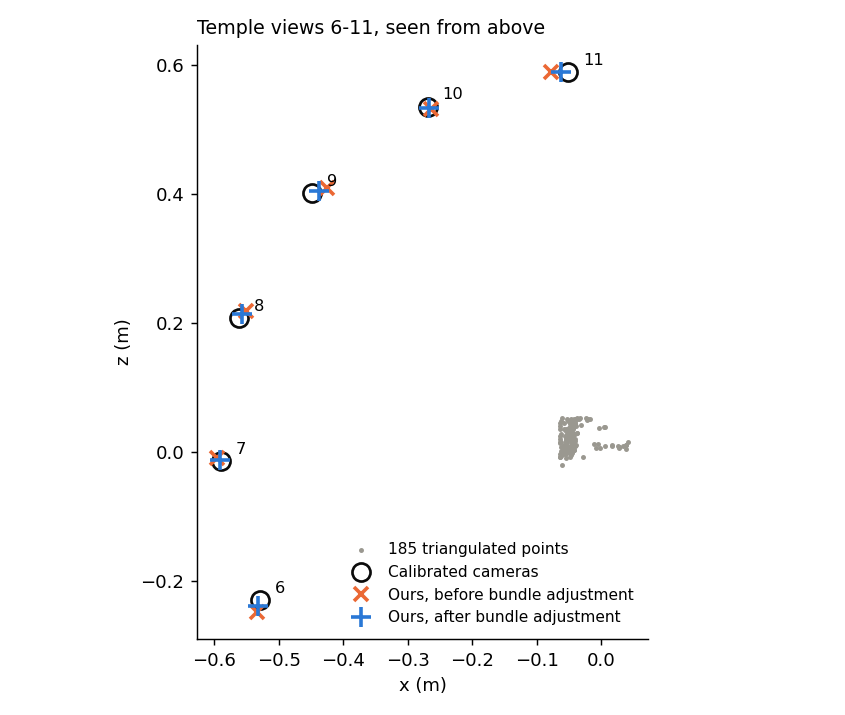 Temple views 6-11, seen from above
0.6
0.4
0.2
0.0
−0.2
z (m)
11
10
9
8
7
6
185 triangulated points
Calibrated cameras
Ours, before bundle adjustment
Ours, after bundle adjustment
−0.6 −0.5 −0.4 −0.3 −0.2 −0.1 0.0
x (m)